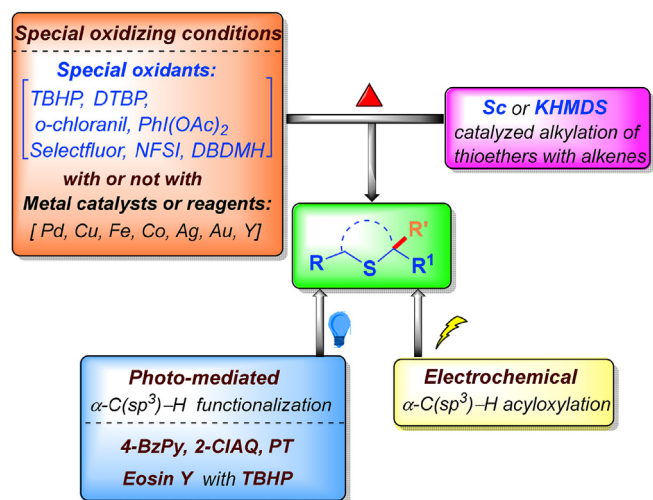 Special oxidizing conditions
Special oxidants:
TBHP, DTBP,
o-chloranil, PhI(OAc)₂
Selectfluor, NFSI, DBDMH
with or not with
Metal catalysts or reagents:
[ Pd, Cu, Fe, Co, Ag, Au, Y]
Sc or KHMDS
catalyzed alkylation of
thioethers with alkenes
R'
R S R¹
Photo-mediated
α-C(sp³)–H functionalization
4-BzPy, 2-ClAQ, PT
Eosin Y with TBHP
Electrochemical
α-C(sp³)–H acyloxylation